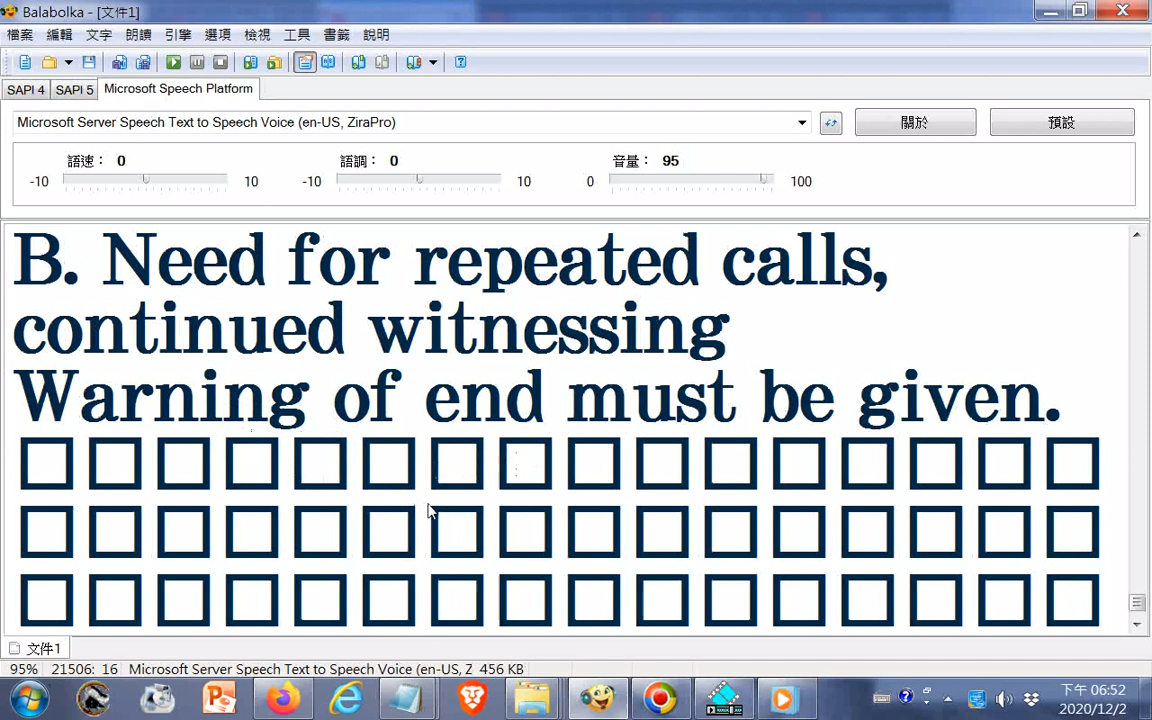 Balabolka - [文件1]
檔案 編輯 文字 朗讀 引擎 選項 檢視 工具 書籤 說明
SAPI 4 SAPI 5 Microsoft Speech Platform
Microsoft Server Speech Text to Speech Voice (en-US, ZiraPro) 關於 預設
語速： 0 語調： 0 音量： 95
-10 10 -10 10 0 100
B. Need for repeated calls,
continued witnessing
Warning of end must be given.
□□□□□□□□□□□□□□□□
□□□□□□□□□□□□□□□□
□□□□□□□□□□□□□□□□
文件1
95% 21506: 16 Microsoft Server Speech Text to Speech Voice (en-US, Z 456 KB
下午 06:52
2020/12/2